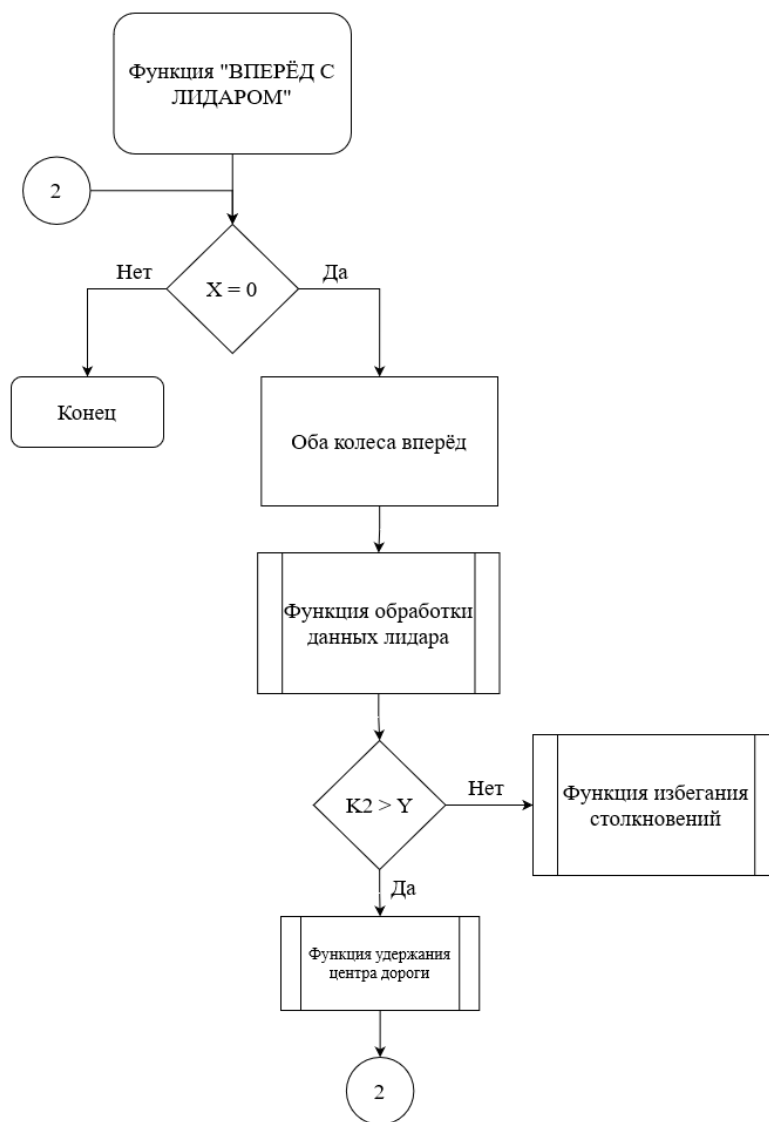 Функция "ВПЕРЁД С
ЛИДАРОМ"
2
Нет
Да
X = 0
Конец
Оба колеса вперёд
Функция обработки
данных лидара
K2 > Y
Нет
Функция избегания
столкновений
Да
Функция удержания
центра дороги
2